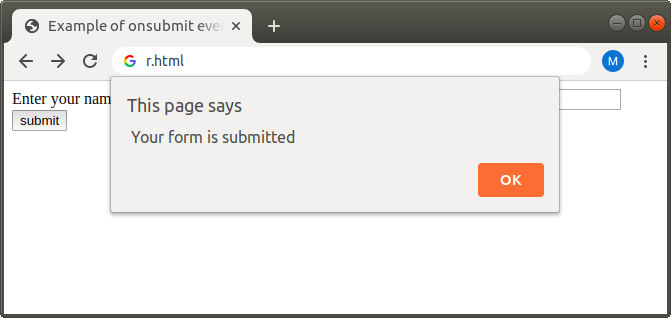 Example of onsubmit eve
r.html
M
Enter your nam
submit
This page says
Your form is submitted
OK